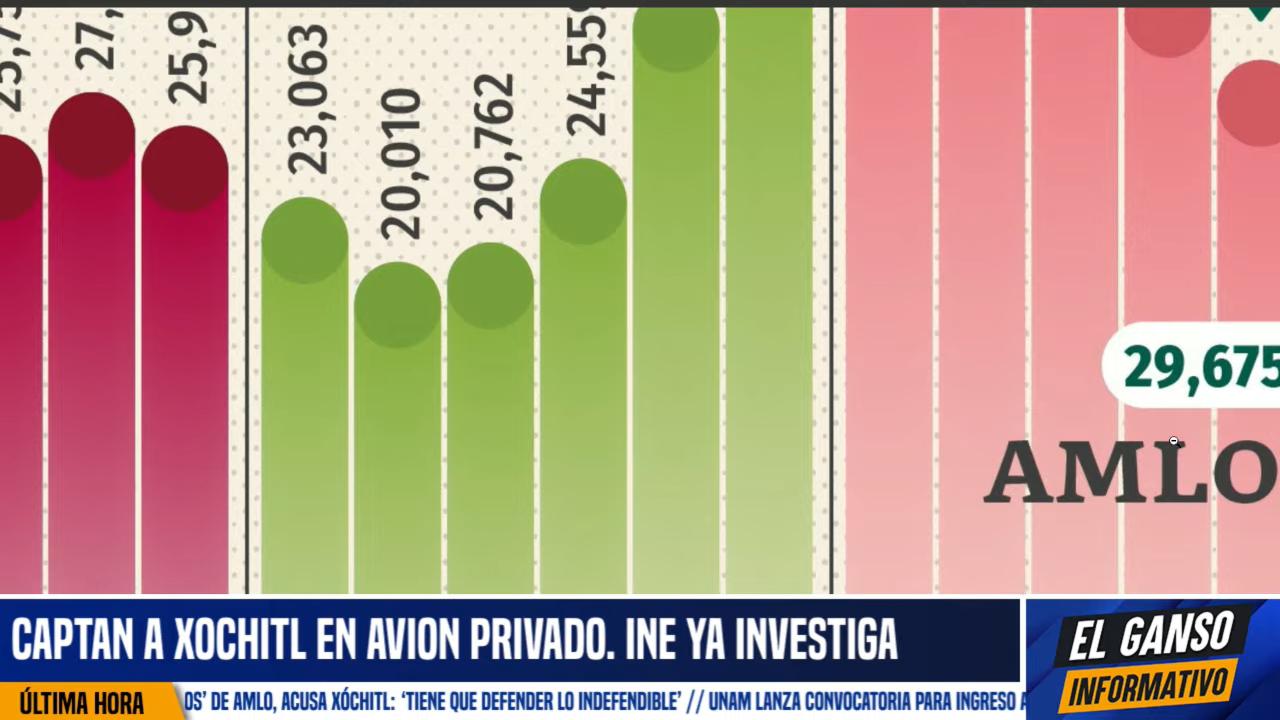 27,
25,9
23,063
20,010
20,762
24,55
29,675
AMLO
CAPTAN A XOCHITL EN AVION PRIVADO. INE YA INVESTIGA
EL GANSO
INFORMATIVO
ÚLTIMA HORA
OS’ DE AMLO, ACUSA XÓCHITL: ‘TIENE QUE DEFENDER LO INDEFENDIBLE’ // UNAM LANZA CONVOCATORIA PARA INGRESO A